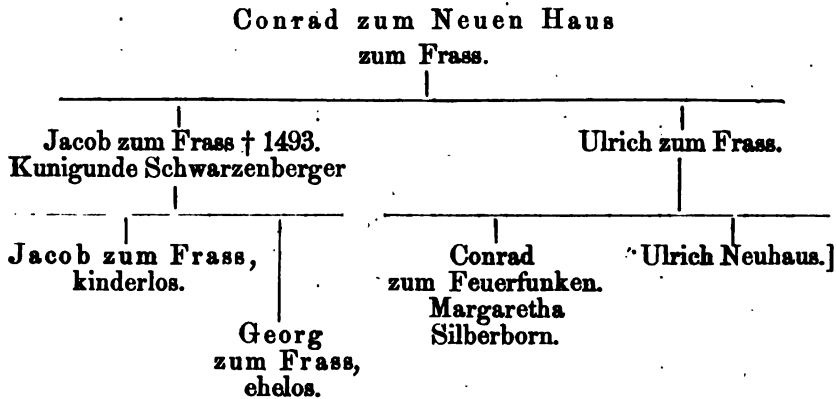 Conrad zum Neuen Haus
zum Frass.
Jacob zum Frass † 1493.
Kunigunde Schwarzenberger
Ulrich zum Frass.
Jacob zum Frass,
kinderlos.
Georg
zum Frass,
ehelos.
Conrad
zum Feuerfunken.
Margaretha
Silberborn.
Ulrich Neuhaus.]